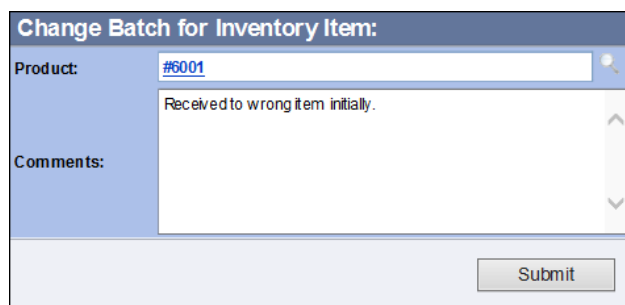 Change Batch for Inventory Item:
Product: #6001
Received to wrong item initially.
Comments:
Submit